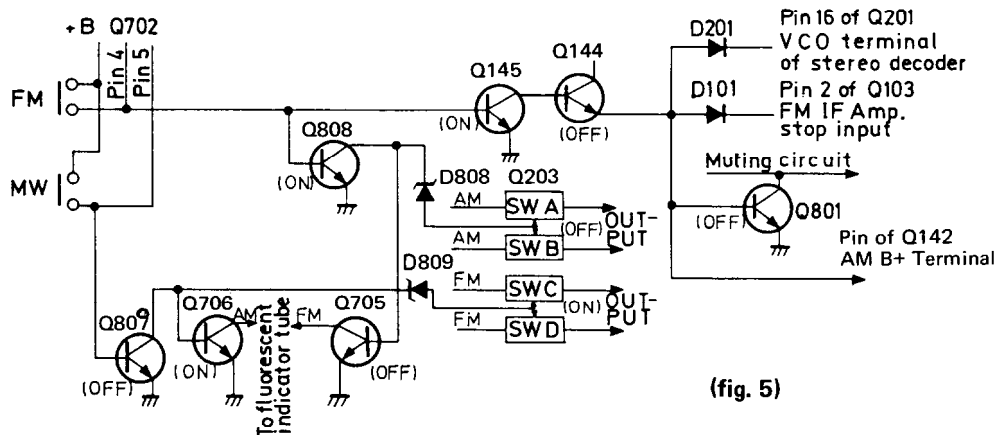 +B Q702
Pin 4
Pin 5
FM
MW
Q808
(ON)
Q145
(ON)
Q144
(OFF)
D201
Pin 16 of Q201
VCO terminal
of stereo decoder
D101
Pin 2 of Q103
FM IF Amp.
stop input
Muting circuit
(OFF)
Q801
Pin of Q142
AM B+ Terminal
D808 Q203
AM SW A
(OFF) OUT-
PUT
AM SW B
D809
FM SW C
(ON) OUT-
PUT
FM SW D
Q807
(OFF)
Q706
(ON)
AM
FM
Q705
(OFF)
To fluorescent
indicator tube
(fig. 5)